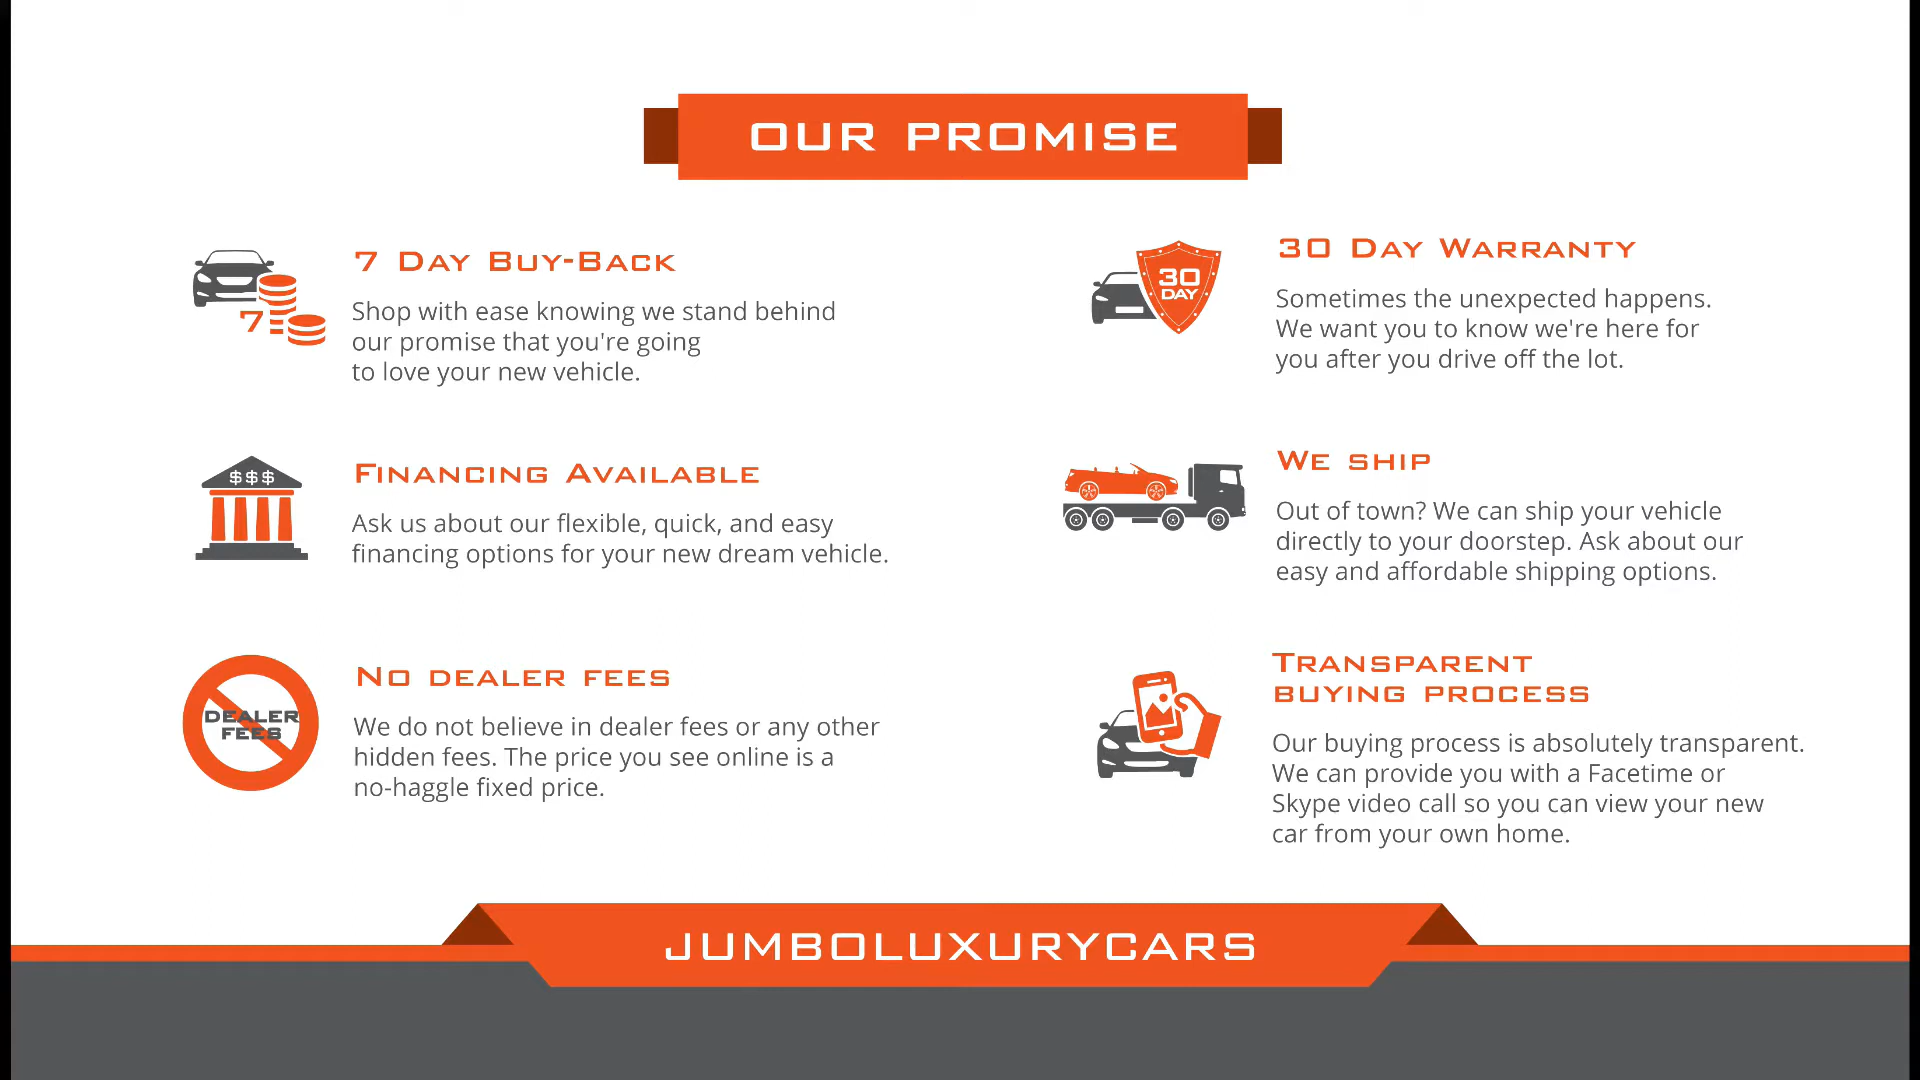 OUR PROMISE
7 DAY BUY-BACK
Shop with ease knowing we stand behind
our promise that you're going
to love your new vehicle.
7
30 DAY WARRANTY
Sometimes the unexpected happens.
We want you to know we're here for
you after you drive off the lot.
30
DAY
FINANCING AVAILABLE
Ask us about our flexible, quick, and easy
financing options for your new dream vehicle.
$$$
WE SHIP
Out of town? We can ship your vehicle
directly to your doorstep. Ask about our
easy and affordable shipping options.
NO DEALER FEES
We do not believe in dealer fees or any other
hidden fees. The price you see online is a
no-haggle fixed price.
DEALER
FEES
TRANSPARENT
BUYING PROCESS
Our buying process is absolutely transparent.
We can provide you with a Facetime or
Skype video call so you can view your new
car from your own home.
JUMBOLUXURYCARS